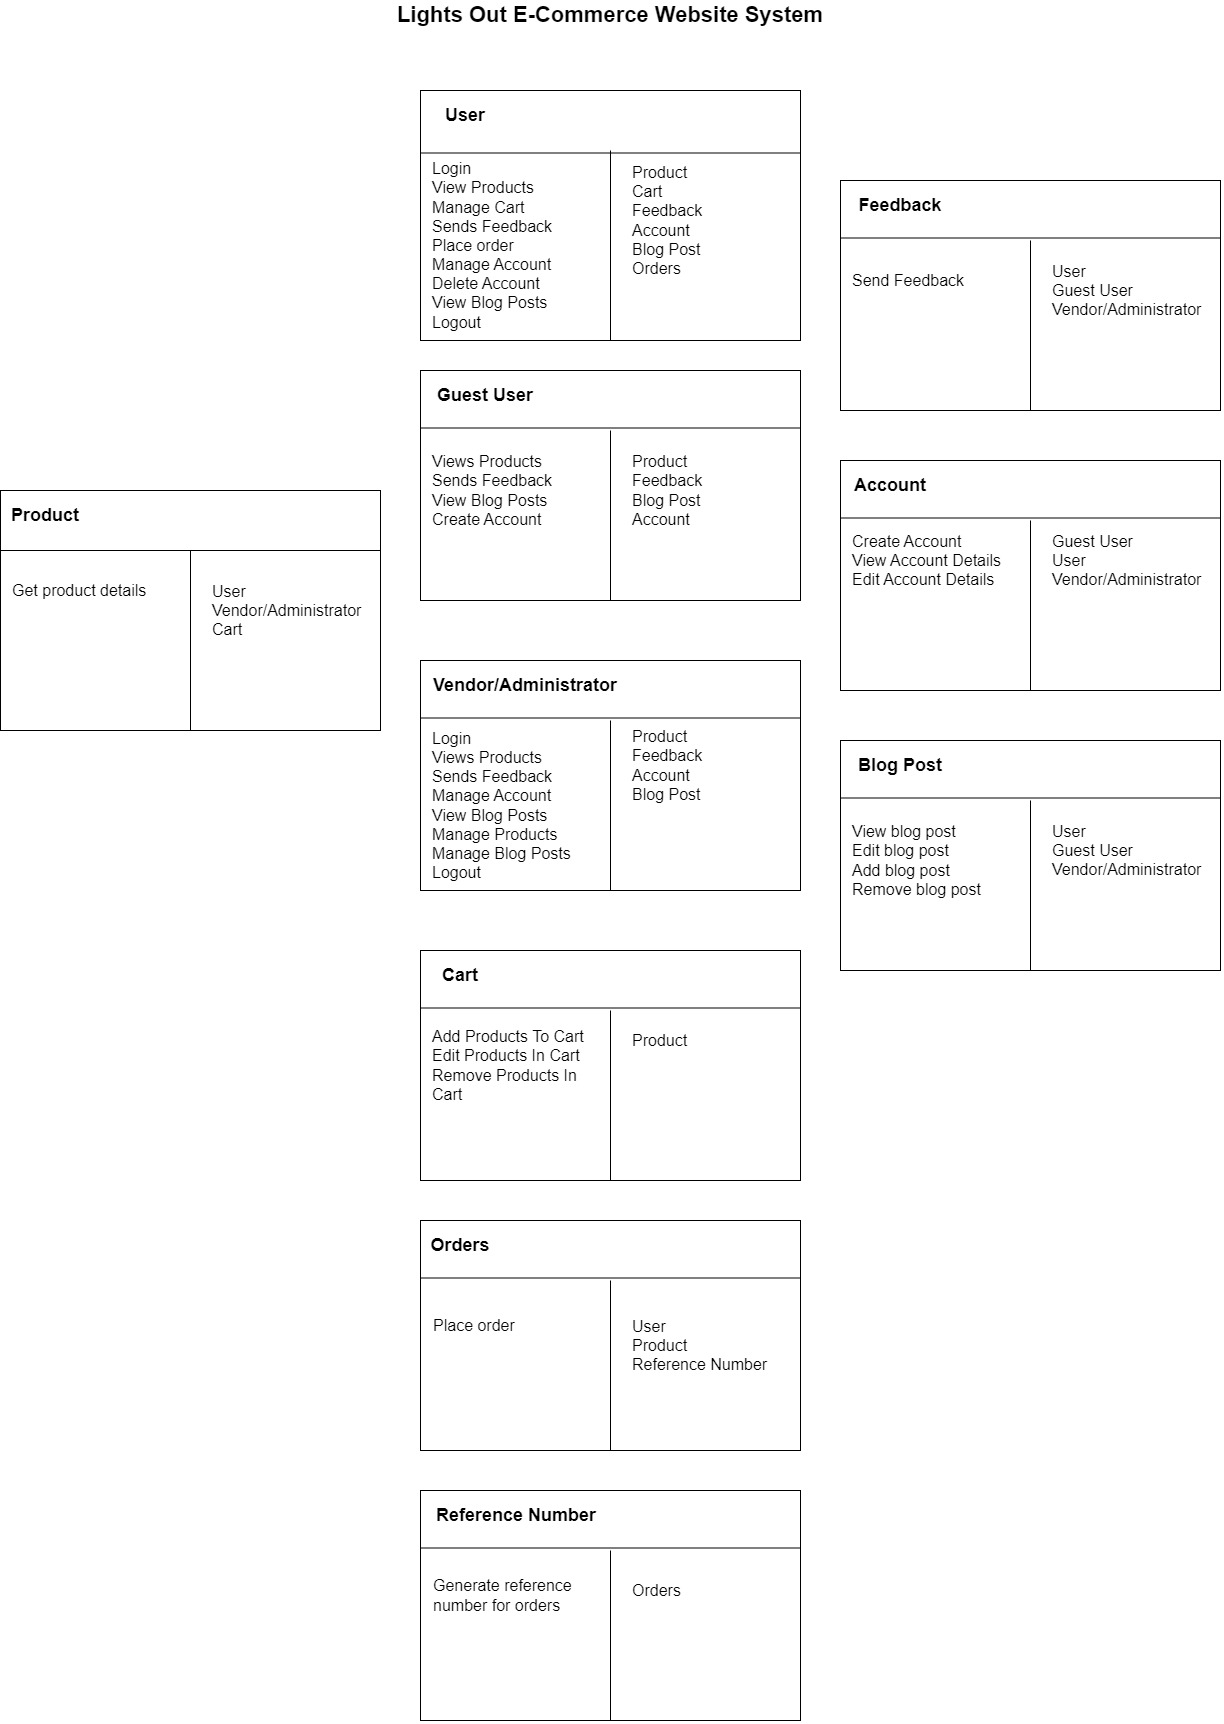 Lights Out E-Commerce Website System
User
Login
View Products
Manage Cart
Sends Feedback
Place order
Manage Account
Delete Account
View Blog Posts
Logout
Product
Cart
Feedback
Account
Blog Post
Orders
Feedback
Send Feedback
User
Guest User
Vendor/Administrator
Guest User
Views Products
Sends Feedback
View Blog Posts
Create Account
Product
Feedback
Blog Post
Account
Account
Create Account
View Account Details
Edit Account Details
Guest User
User
Vendor/Administrator
Product
Get product details
User
Vendor/Administrator
Cart
Vendor/Administrator
Login
Views Products
Sends Feedback
Manage Account
View Blog Posts
Manage Products
Manage Blog Posts
Logout
Product
Feedback
Account
Blog Post
Blog Post
View blog post
Edit blog post
Add blog post
Remove blog post
User
Guest User
Vendor/Administrator
Cart
Add Products To Cart
Edit Products In Cart
Remove Products In
Cart
Product
Orders
Place order
User
Product
Reference Number
Reference Number
Generate reference
number for orders
Orders